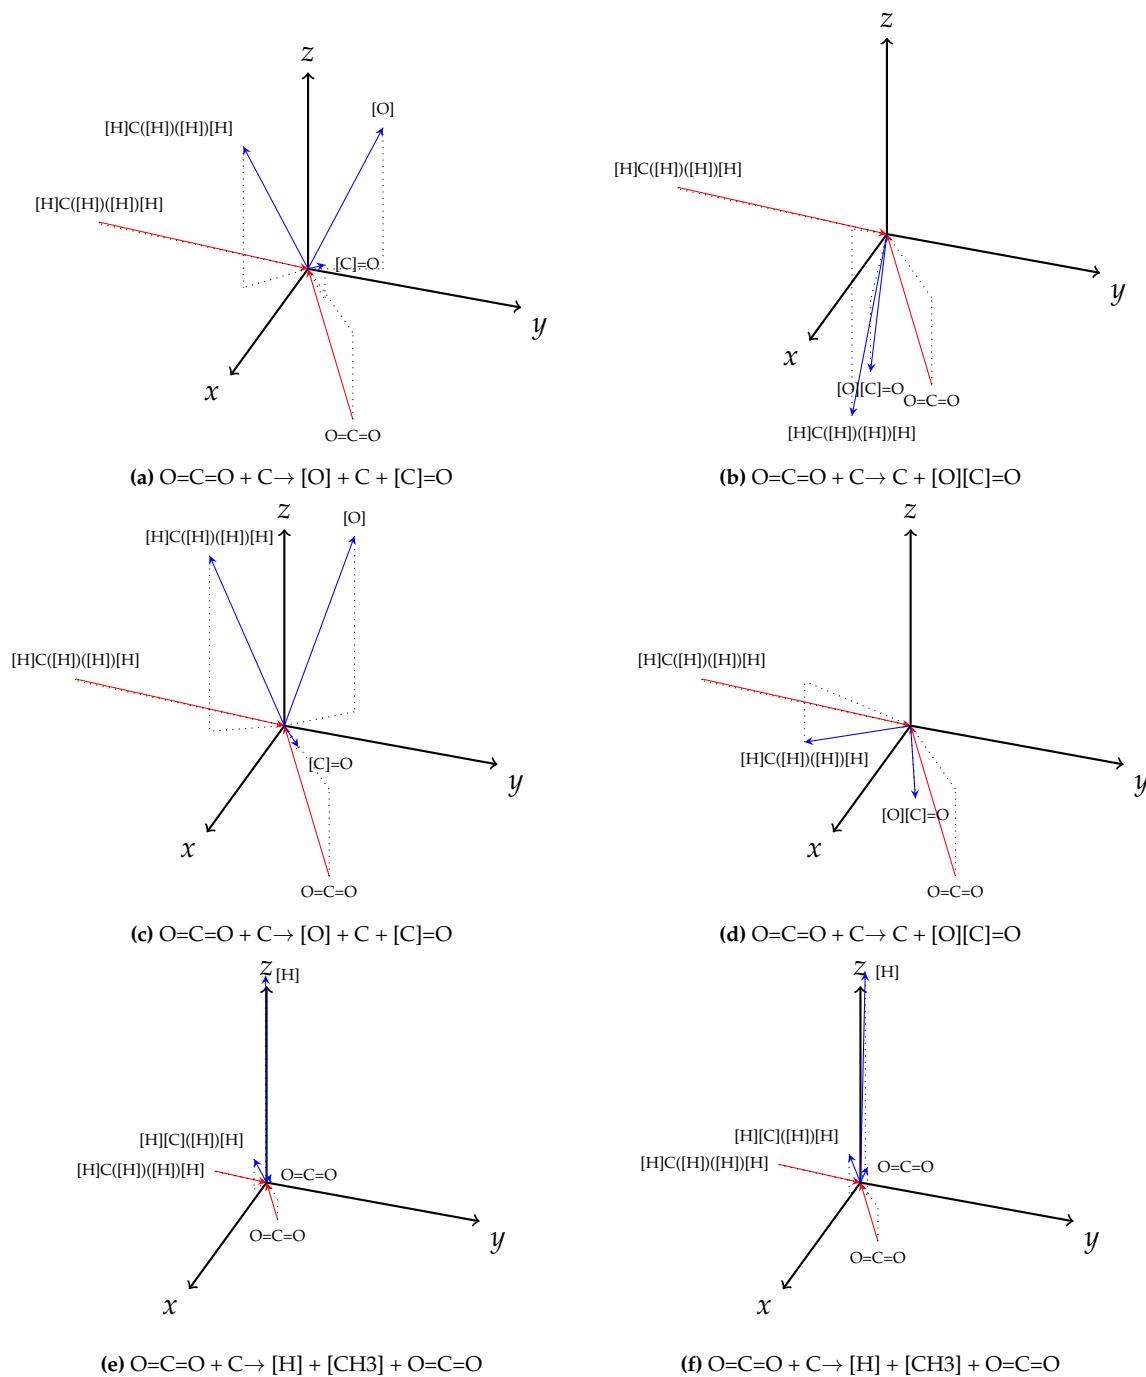 z
[O]
[H]C([H])([H])[H]
[H]C([H])([H])[H]
[C]=O
y
x
O=C=O
(a) O=C=O + C→ [O] + C + [C]=O
z
[H]C([H])([H])[H]
y
x
[O][C]=O
O=C=O
[H]C([H])([H])[H]
(b) O=C=O + C→ C + [O][C]=O
z
[O]
[H]C([H])([H])[H]
[H]C([H])([H])[H]
[C]=O
y
x
O=C=O
(c) O=C=O + C→ [O] + C + [C]=O
z
[H]C([H])([H])[H]
[H]C([H])([H])[H]
y
[O][C]=O
x
O=C=O
(d) O=C=O + C→ C + [O][C]=O
z
[H]
[H][C]([H])[H]
[H]C([H])([H])[H]
O=C=O
O=C=O
y
x
(e) O=C=O + C→ [H] + [CH3] + O=C=O
z
[H]
[H][C]([H])[H]
[H]C([H])([H])[H]
O=C=O
O=C=O
y
x
(f) O=C=O + C→ [H] + [CH3] + O=C=O